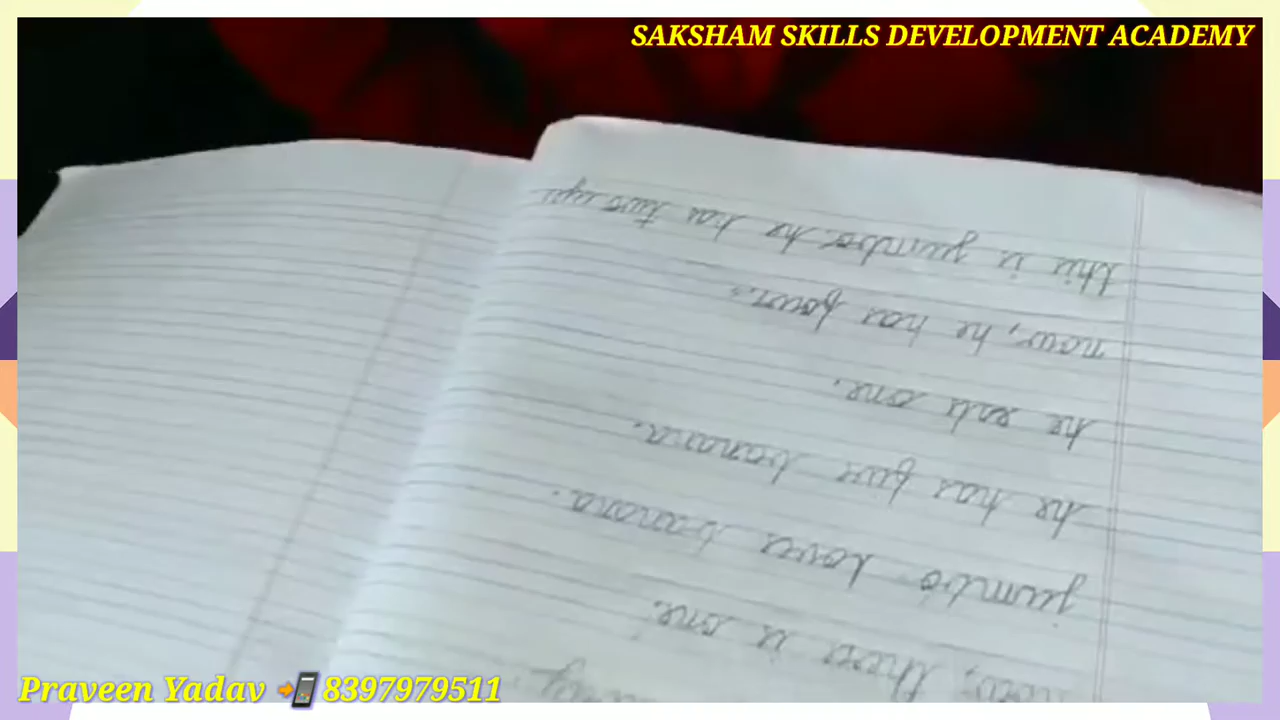 SAKSHAM SKILLS DEVELOPMENT ACADEMY
now, there is one.
jumbo loves banana.
he has five banana.
he eats one.
now, he has four.
this is jumbo. he has two
Praveen Yadav 8397979511